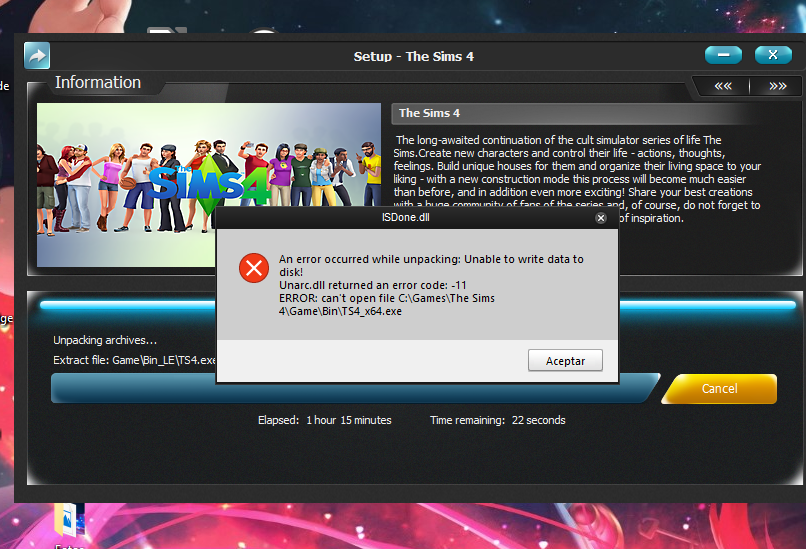 de
Setup - The Sims 4
Information
««
»»
The Sims 4
The long-awaited continuation of the cult simulator series of life The
Sims.Create new characters and control their life - actions, thoughts,
feelings. Build unique houses for them and organize their living space to your
liking - with a new construction mode this process will become much easier
than before, and in addition even more exciting! Share your best creations
with a huge community of fans of the series and, of course, do not forget to
of inspiration.
The Sims 4
ISDone.dll
An error occurred while unpacking: Unable to write data to
disk!
Unarc.dll returned an error code: -11
ERROR: can't open file C:\Games\The Sims
4\Game\Bin\TS4_x64.exe
Aceptar
ge
Unpacking archives...
Extract file: Game\Bin_LE\TS4.exe
Cancel
Elapsed: 1 hour 15 minutes
Time remaining: 22 seconds